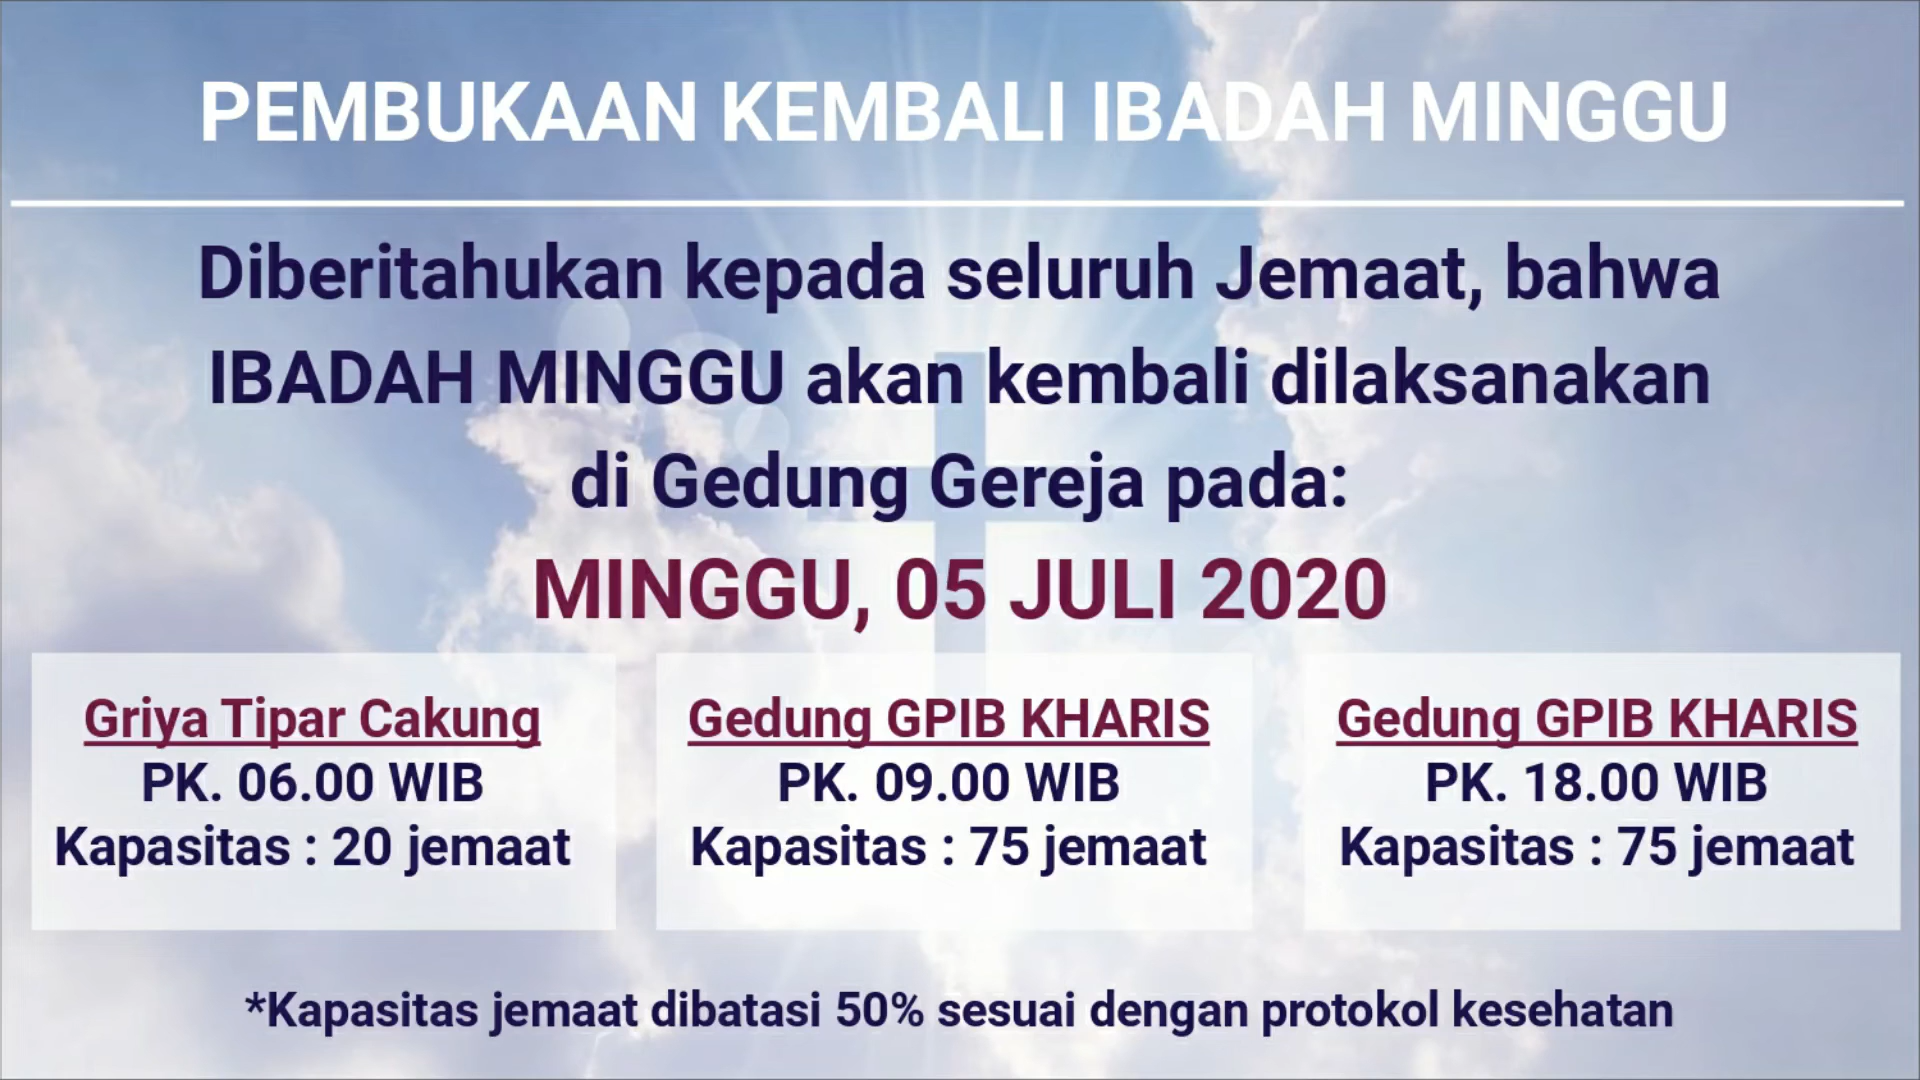 PEMBUKAAN KEMBALI IBADAH MINGGU
Diberitahukan kepada seluruh Jemaat, bahwa
IBADAH MINGGU akan kembali dilaksanakan
di Gedung Gereja pada:
MINGGU, 05 JULI 2020
Griya Tipar Cakung
PK. 06.00 WIB
Kapasitas : 20 jemaat
Gedung GPIB KHARIS
PK. 09.00 WIB
Kapasitas : 75 jemaat
Gedung GPIB KHARIS
PK. 18.00 WIB
Kapasitas : 75 jemaat
*Kapasitas jemaat dibatasi 50% sesuai dengan protokol kesehatan